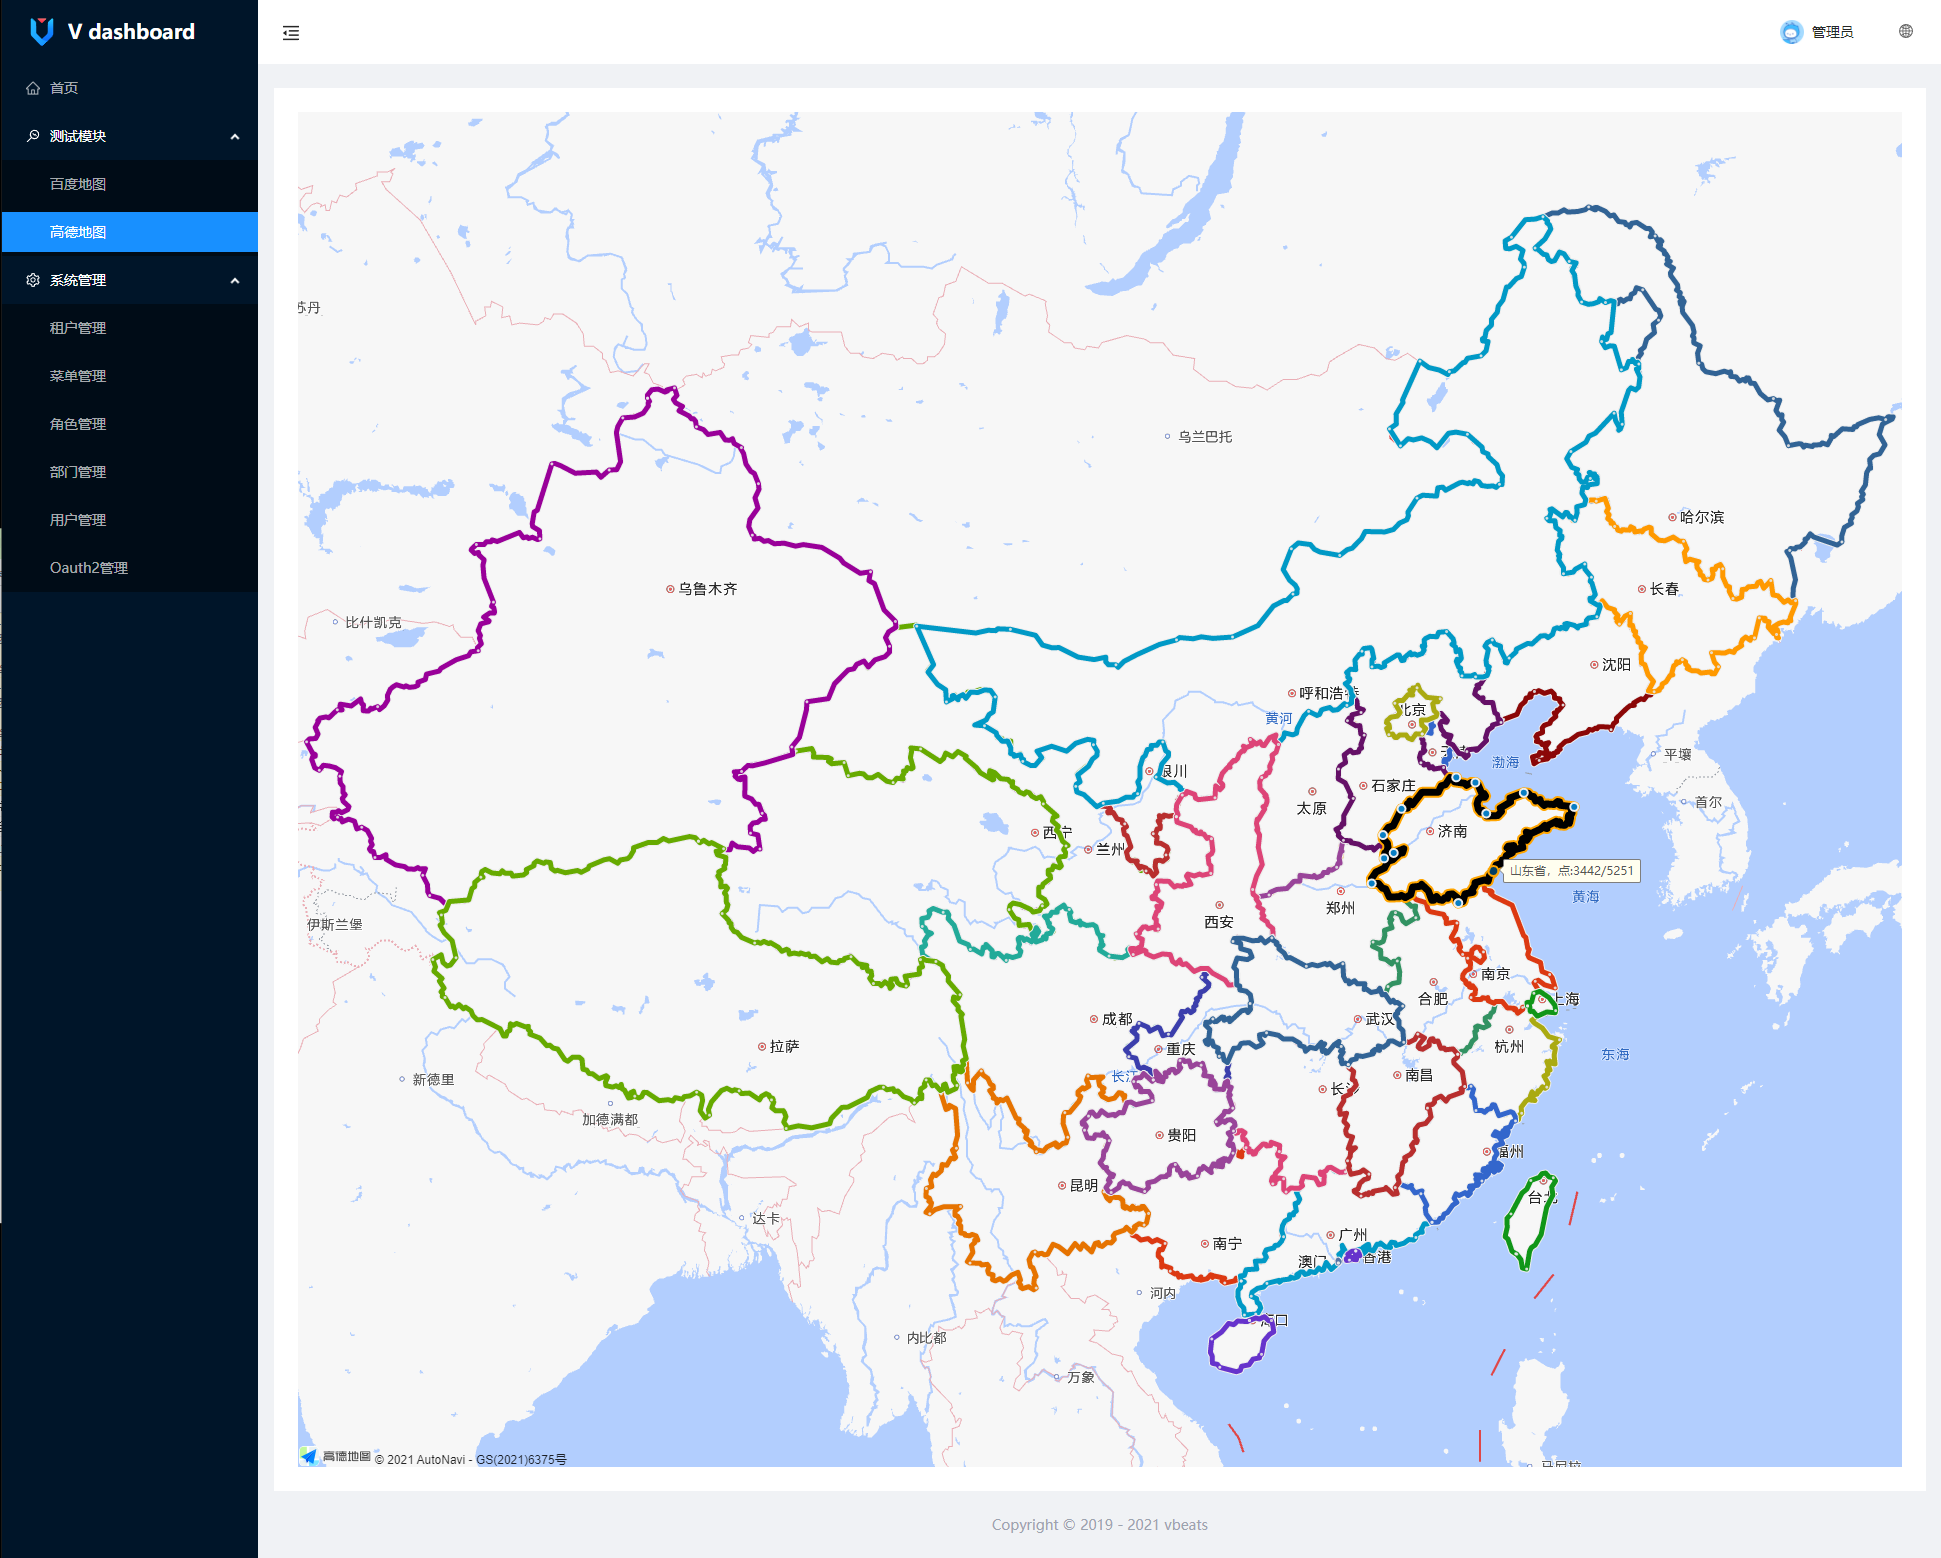 V dashboard
管理员
首页
测试模块
百度地图
高德地图
系统管理
租户管理
菜单管理
角色管理
部门管理
用户管理
Oauth2管理
苏丹
乌兰巴托
哈尔滨
乌鲁木齐
长春
比什凯克
沈阳
呼和浩特
北京
黄河
平壤
渤海
银川
石家庄
首尔
太原
西宁
济南
兰州
山东省，点:3442/5251
黄海
郑州
西安
伊斯兰堡
南京
合肥
上海
成都
武汉
拉萨
重庆
杭州
东海
长江
南昌
新德里
长沙
加德满都
贵阳
福州
昆明
台北
达卡
广州
南宁
澳门
香港
河内
海口
内比都
万象
高德地图 © 2021 AutoNavi - GS(2021)6375号
马尼拉
Copyright © 2019 - 2021 vbeats